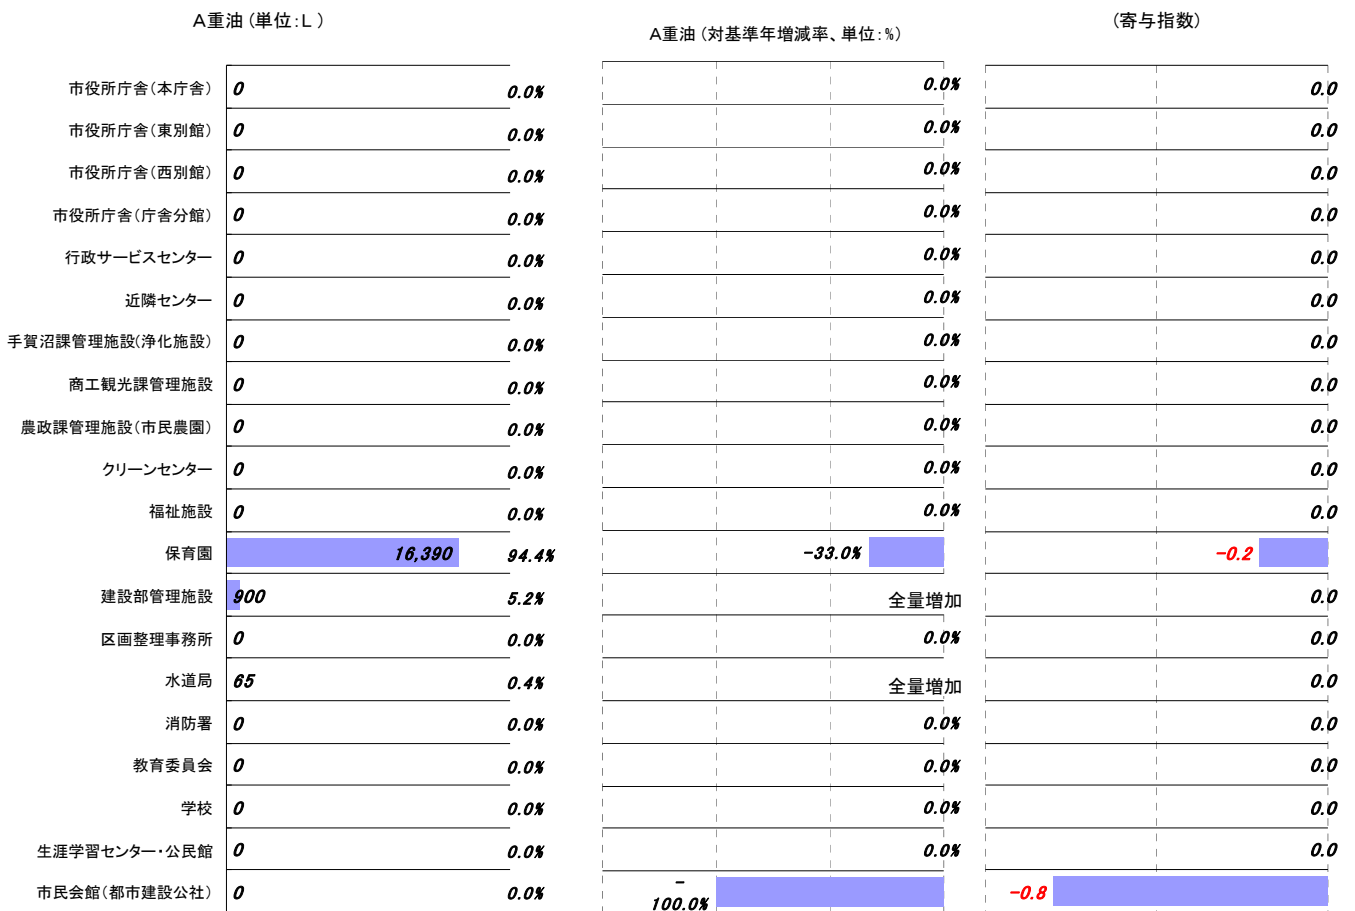 A重油(単位:L)
A重油(対基準年増減率、単位:%)
(寄与指数)
市役所庁舎(本庁舎) 0 0.0% 0.0% 0.0
市役所庁舎(東別館) 0 0.0% 0.0% 0.0
市役所庁舎(西別館) 0 0.0% 0.0% 0.0
市役所庁舎(庁舎分館) 0 0.0% 0.0% 0.0
行政サービスセンター 0 0.0% 0.0% 0.0
近隣センター 0 0.0% 0.0% 0.0
手賀沼課管理施設(浄化施設) 0 0.0% 0.0% 0.0
商工観光課管理施設 0 0.0% 0.0% 0.0
農政課管理施設(市民農園) 0 0.0% 0.0% 0.0
クリーンセンター 0 0.0% 0.0% 0.0
福祉施設 0 0.0% 0.0% 0.0
保育園 16,390 94.4% -33.0% -0.2
建設部管理施設 900 5.2% 全量増加 0.0
区画整理事務所 0 0.0% 0.0% 0.0
水道局 65 0.4% 全量増加 0.0
消防署 0 0.0% 0.0% 0.0
教育委員会 0 0.0% 0.0% 0.0
学校 0 0.0% 0.0% 0.0
生涯学習センター・公民館 0 0.0% 0.0% 0.0
市民会館(都市建設公社) 0 0.0% -100.0% -0.8